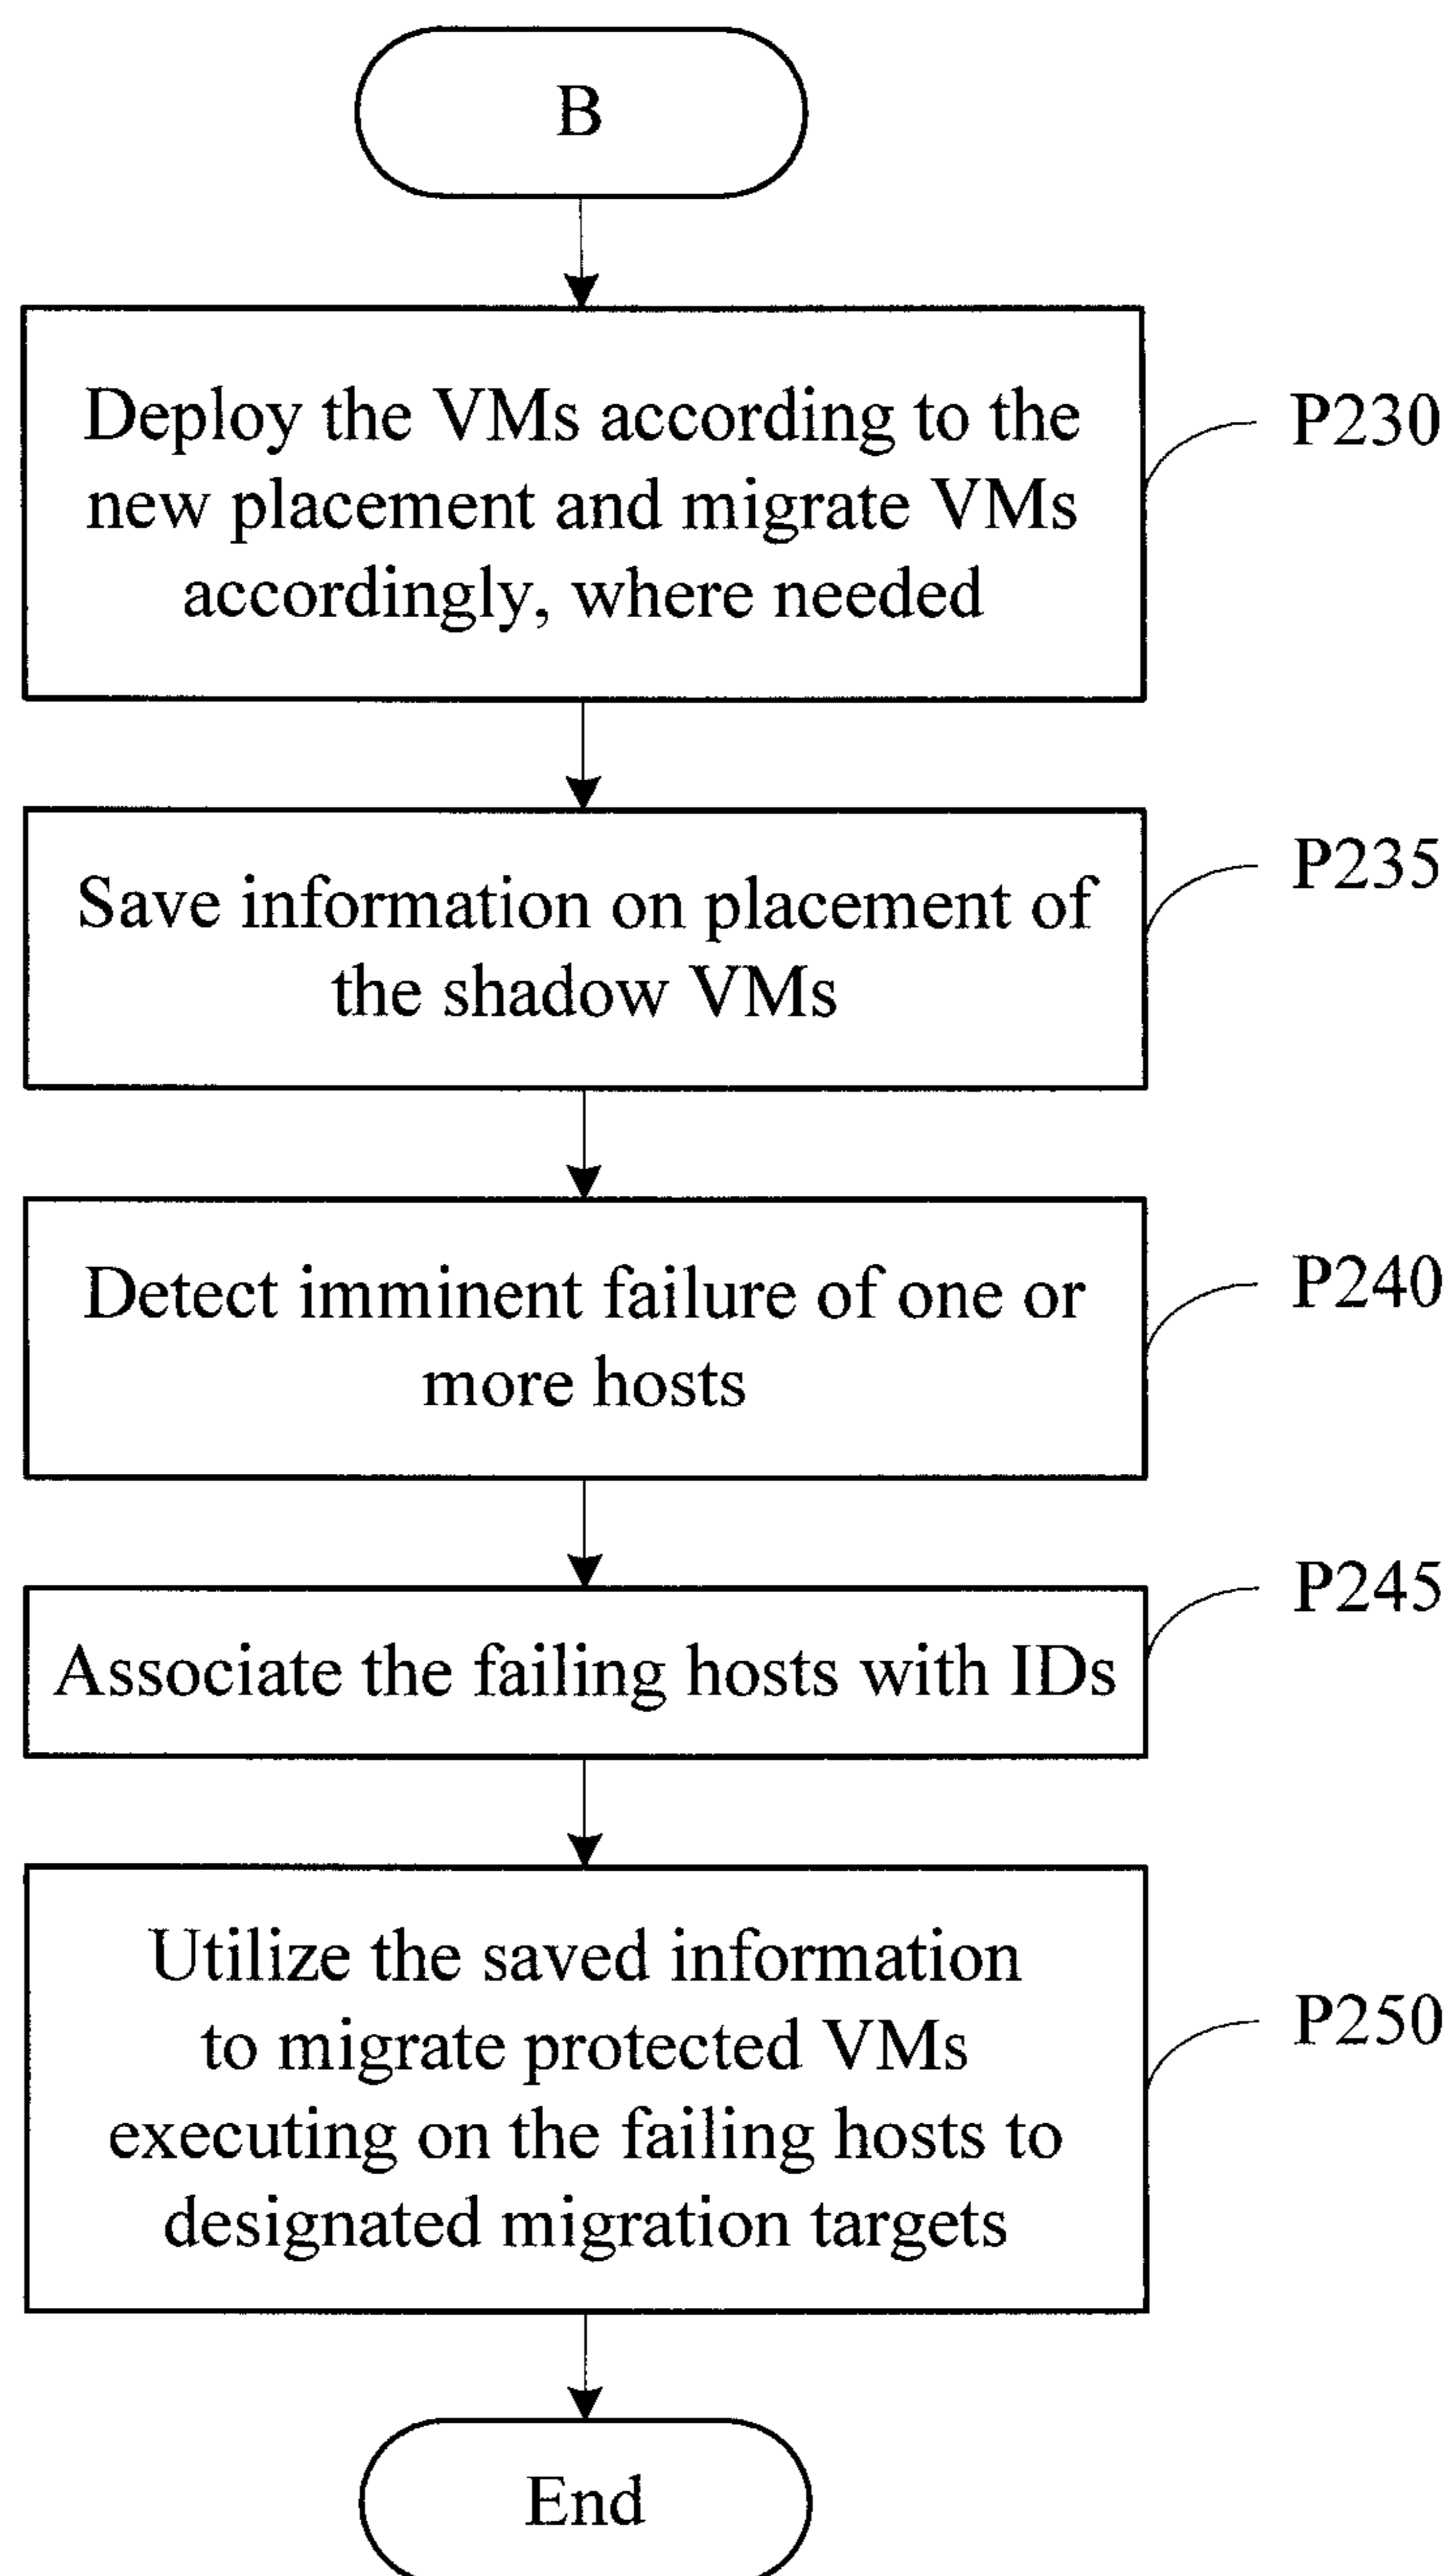 B
Deploy the VMs according to the
new placement and migrate VMs
accordingly, where needed
P230
Save information on placement of
the shadow VMs
P235
Detect imminent failure of one or
more hosts
P240
Associate the failing hosts with IDs
P245
Utilize the saved information
to migrate protected VMs
executing on the failing hosts to
designated migration targets
P250
End